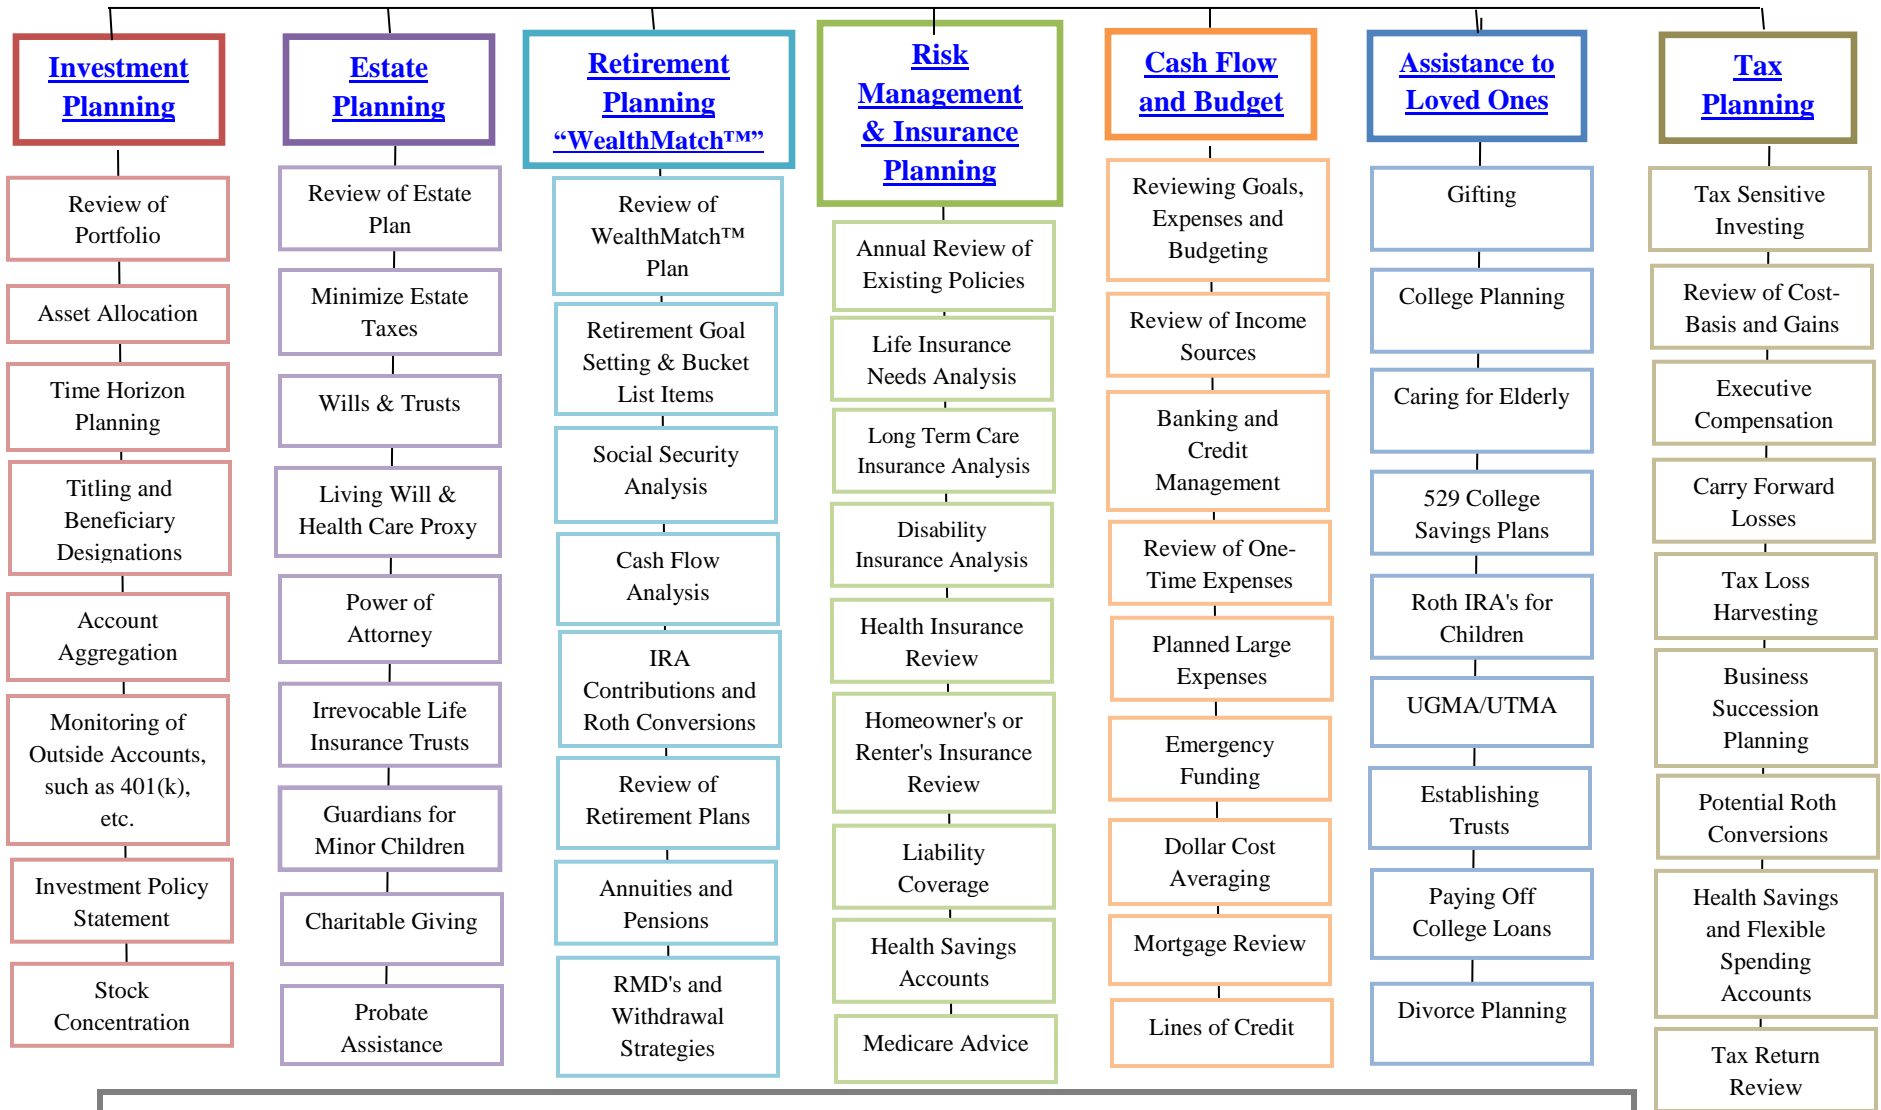 Investment
Planning
Review of
Portfolio
Asset Allocation
Time Horizon
Planning
Titling and
Beneficiary
Designations
Account
Aggregation
Monitoring of
Outside Accounts,
such as 401(k),
etc.
Investment Policy
Statement
Stock
Concentration
Estate
Planning
Review of Estate
Plan
Minimize Estate
Taxes
Wills & Trusts
Living Will &
Health Care Proxy
Power of
Attorney
Irrevocable Life
Insurance Trusts
Guardians for
Minor Children
Charitable Giving
Probate
Assistance
Retirement
Planning
“WealthMatch™”
Review of
WealthMatch™
Plan
Retirement Goal
Setting & Bucket
List Items
Social Security
Analysis
Cash Flow
Analysis
IRA
Contributions and
Roth Conversions
Review of
Retirement Plans
Annuities and
Pensions
RMD's and
Withdrawal
Strategies
Risk
Management
& Insurance
Planning
Annual Review of
Existing Policies
Life Insurance
Needs Analysis
Long Term Care
Insurance Analysis
Disability
Insurance Analysis
Health Insurance
Review
Homeowner's or
Renter's Insurance
Review
Liability
Coverage
Health Savings
Accounts
Medicare Advice
Cash Flow
and Budget
Reviewing Goals,
Expenses and
Budgeting
Review of Income
Sources
Banking and
Credit
Management
Review of One-
Time Expenses
Planned Large
Expenses
Emergency
Funding
Dollar Cost
Averaging
Mortgage Review
Lines of Credit
Assistance to
Loved Ones
Gifting
College Planning
Caring for Elderly
529 College
Savings Plans
Roth IRA's for
Children
UGMA/UTMA
Establishing
Trusts
Paying Off
College Loans
Divorce Planning
Tax
Planning
Tax Sensitive
Investing
Review of Cost-
Basis and Gains
Executive
Compensation
Carry Forward
Losses
Tax Loss
Harvesting
Business
Succession
Planning
Potential Roth
Conversions
Health Savings
and Flexible
Spending
Accounts
Tax Return
Review